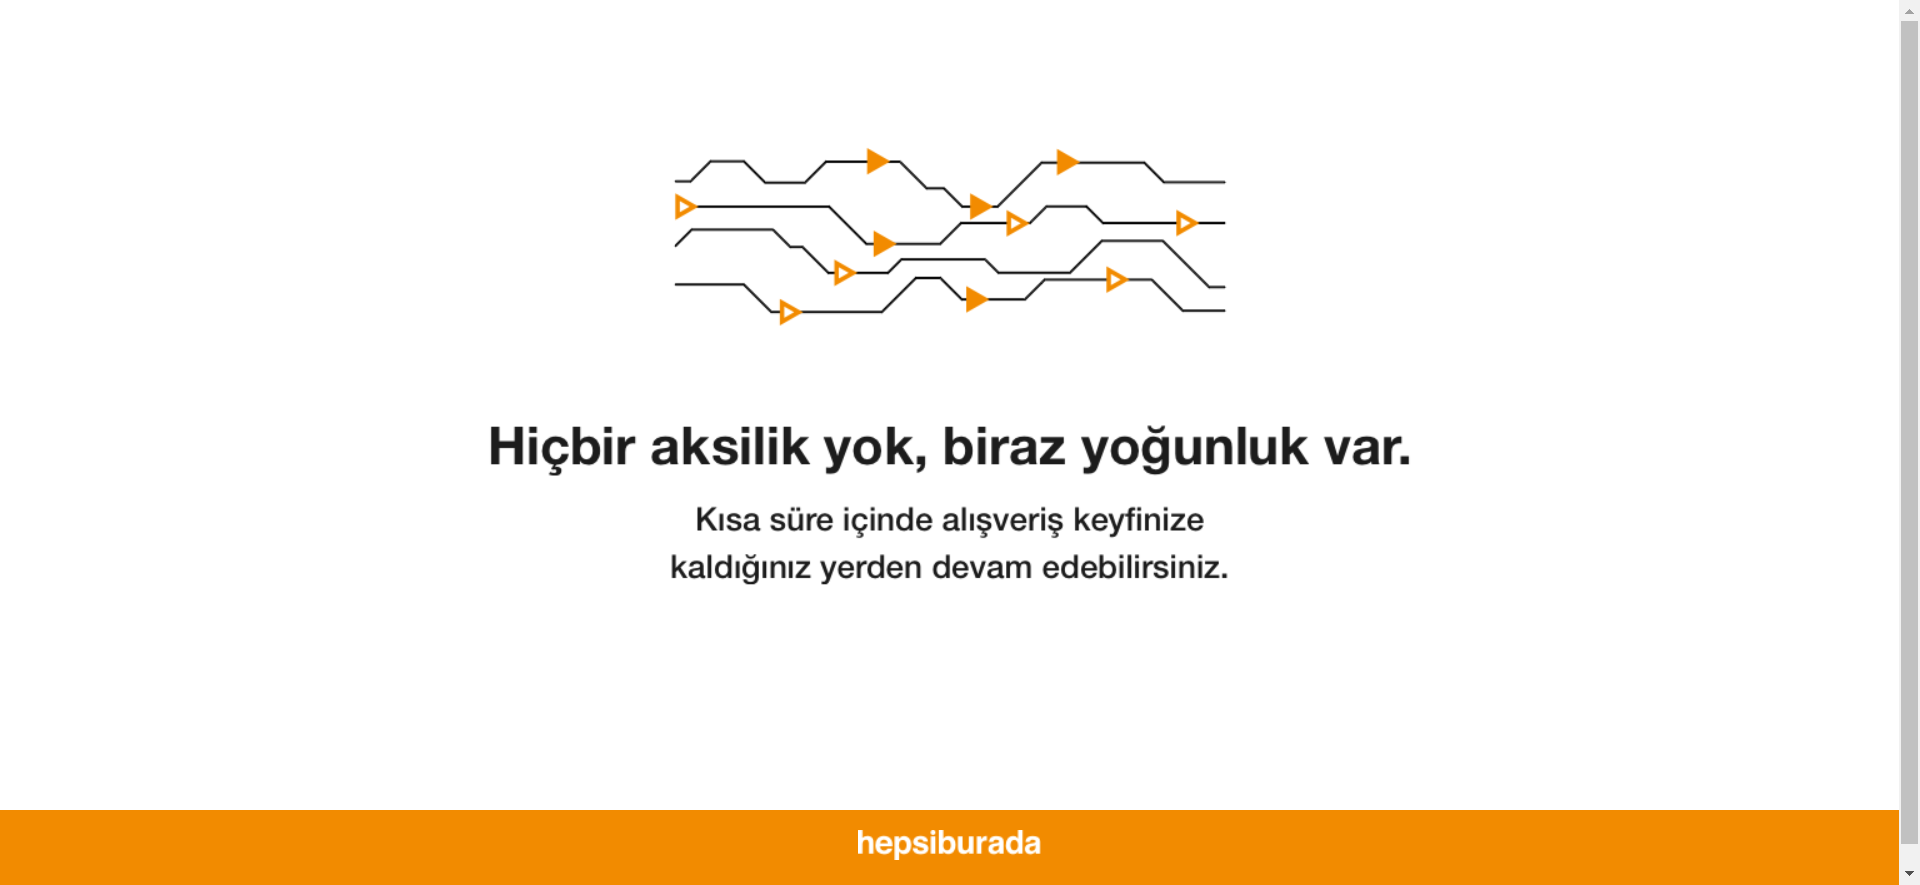 Hiçbir aksilik yok, biraz yoğunluk var.
Kısa süre içinde alışveriş keyfinize
kaldığınız yerden devam edebilirsiniz.
hepsiburada